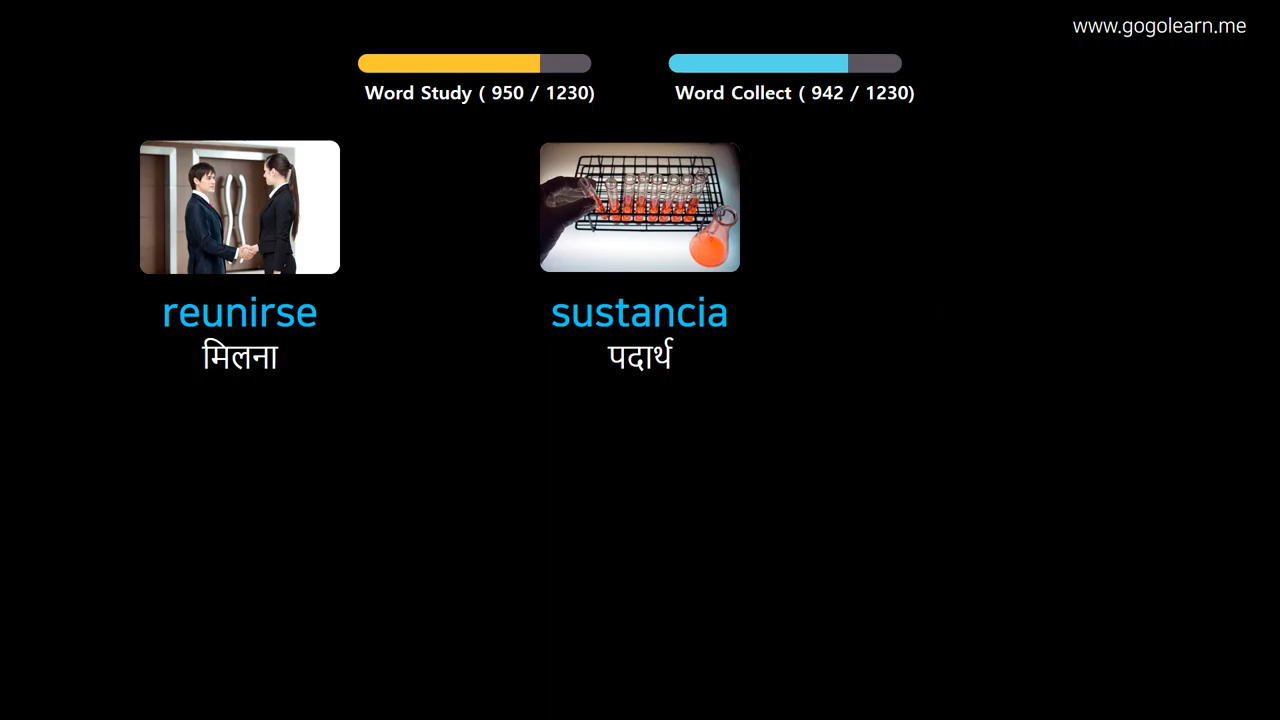 www.gogolearn.me
Word Study ( 950 / 1230)
Word Collect ( 942 / 1230)
reunirse
मिलना
sustancia
पदार्थ